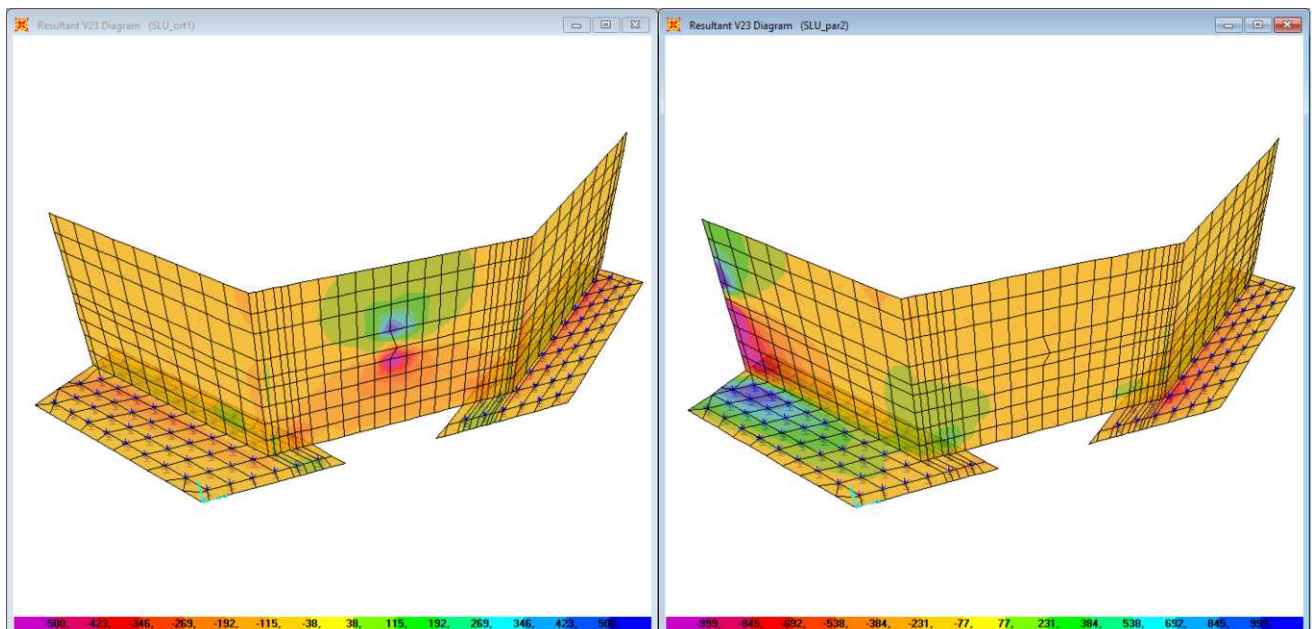 Resultant V23 Diagram (SLU_ort1)
Resultant V23 Diagram (SLU_par2)
-500, -423, -346, -269, -192, -115, -38, 38, 115, 192, 269, 346, 423, 500,
-999, -845, -692, -538, -384, -231, -77, 77, 231, 384, 538, 692, 845, 999,